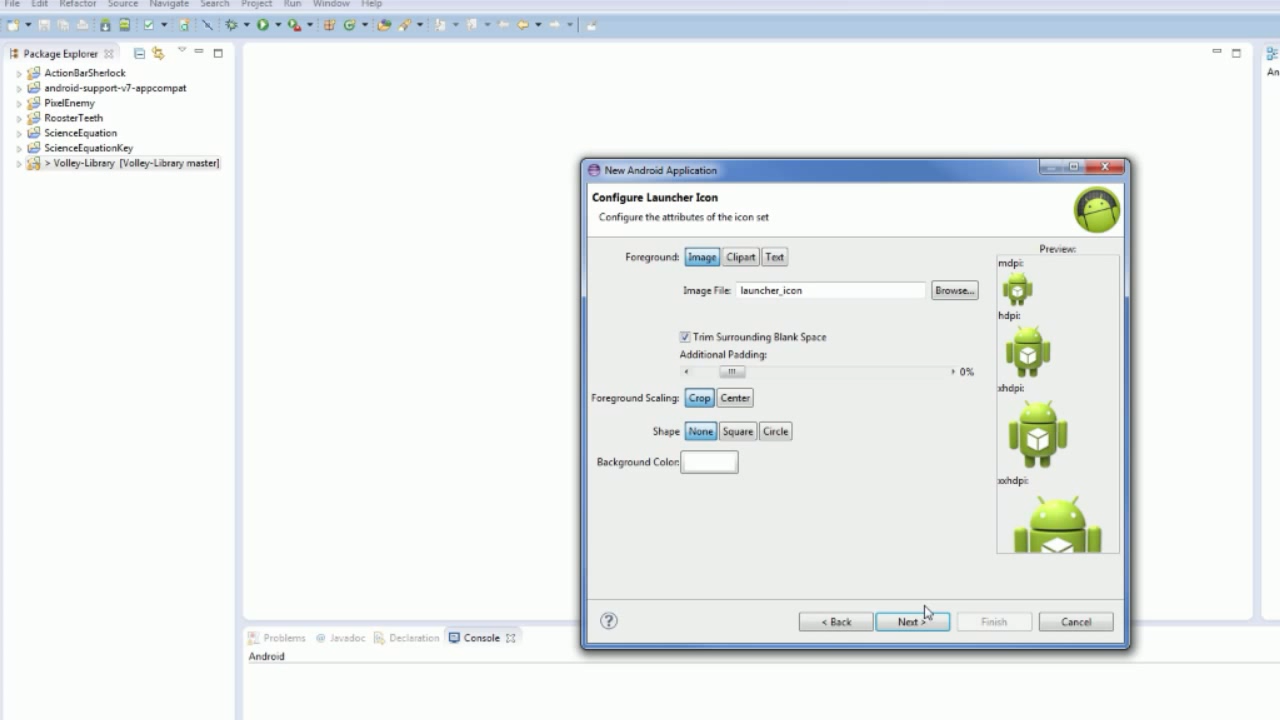 File Edit Refactor Source Navigate Search Project Run Window Help
Package Explorer
ActionBarSherlock
android-support-v7-appcompat
PixelEnemy
RoosterTeeth
ScienceEquation
ScienceEquationKey
> Volley-Library [Volley-Library master]
An
New Android Application
Configure Launcher Icon
Configure the attributes of the icon set
Foreground: Image Clipart Text
Image File: launcher_icon Browse...
Trim Surrounding Blank Space
Additional Padding:
0%
Foreground Scaling: Crop Center
Shape None Square Circle
Background Color:
Preview:
mdpi:
hdpi:
xhdpi:
xxhdpi:
? < Back Next > Finish Cancel
Problems @ Javadoc Declaration Console
Android